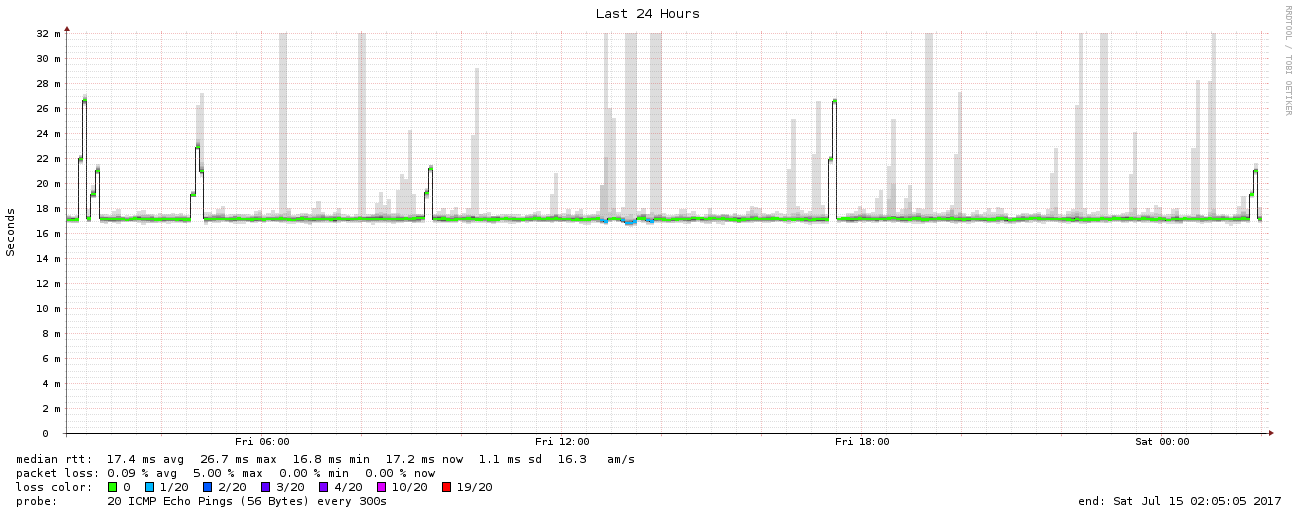 Last 24 Hours
RRDTOOL / TOBI OETIKER
Seconds
32 m
30 m
28 m
26 m
24 m
22 m
20 m
18 m
16 m
14 m
12 m
10 m
8 m
6 m
4 m
2 m
0
Fri 06:00 Fri 12:00 Fri 18:00 Sat 00:00
median rtt: 17.4 ms avg 26.7 ms max 16.8 ms min 17.2 ms now 1.1 ms sd 16.3 am/s
packet loss: 0.09 % avg 5.00 % max 0.00 % min 0.00 % now
loss color: 0 1/20 2/20 3/20 4/20 10/20 19/20
probe: 20 ICMP Echo Pings (56 Bytes) every 300s end: Sat Jul 15 02:05:05 2017